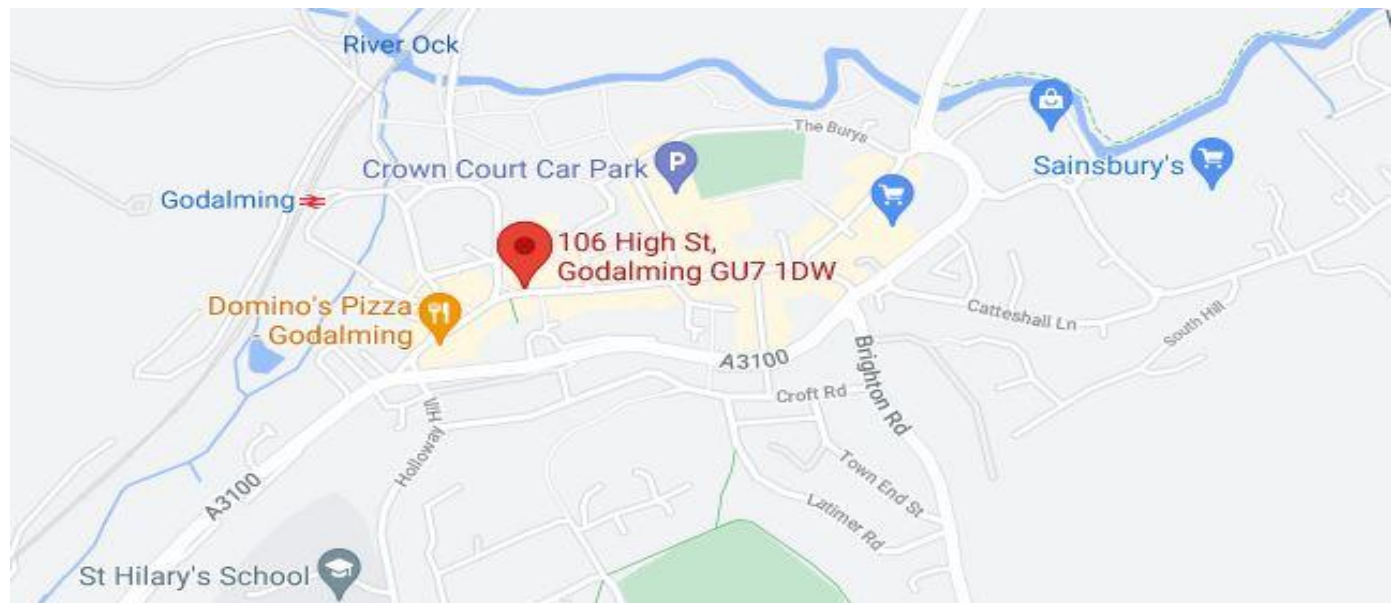 River Ock
The Burys
Crown Court Car Park
P
Sainsbury's
Godalming
106 High St,
Godalming GU7 1DW
Domino's Pizza
- Godalming
Catteshall Ln
South Hill
A3100
Brighton Rd
Croft Rd
Holloway Hill
Town End St
A3100
Latimer Rd
St Hilary's School